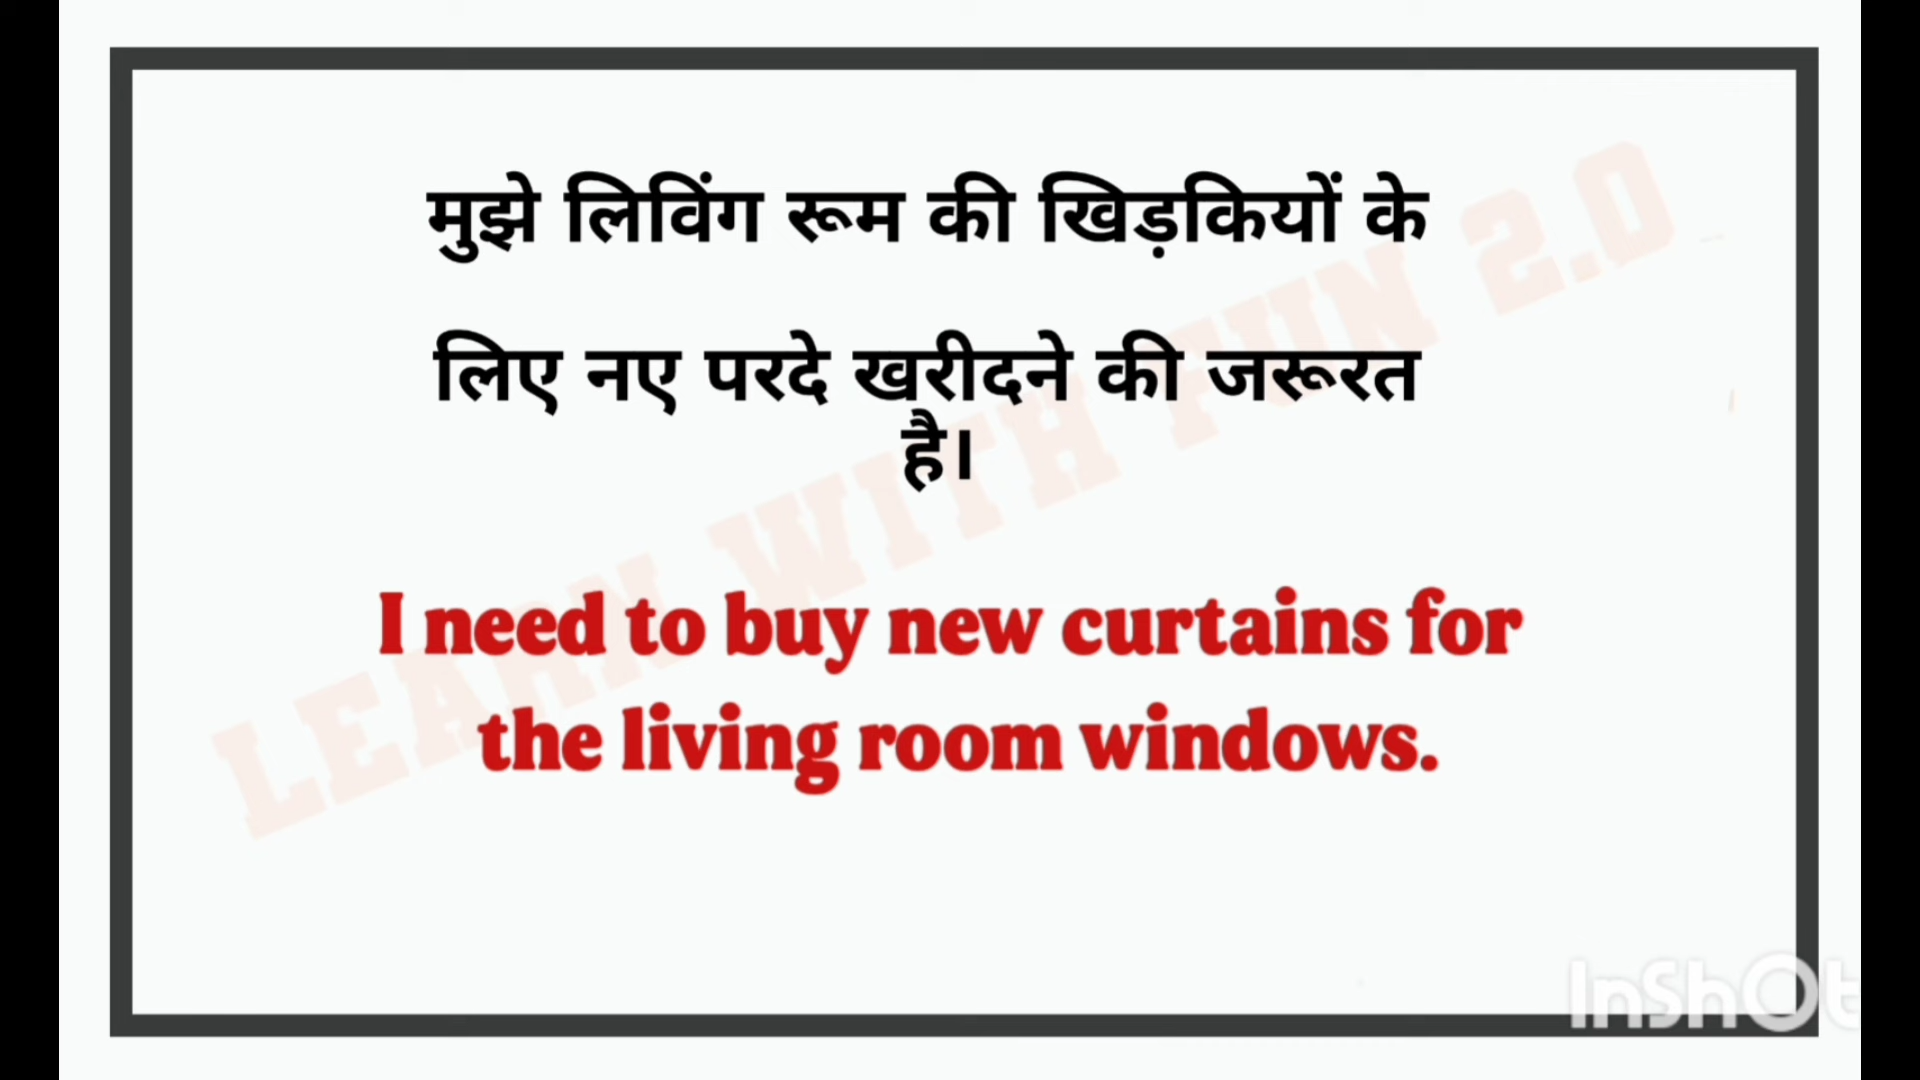 मुझे लिविंग रूम की खिड़कियों के
लिए नए परदे खरीदने की जरूरत
है।
I need to buy new curtains for
the living room windows.
LEARN WITH FUN 2.0
InShOt